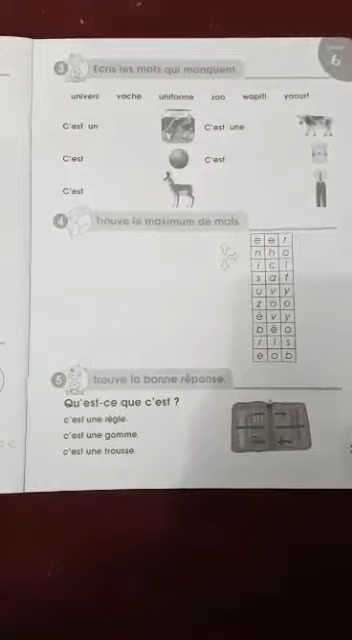 6
3 Ecris les mots qui manquent.
univers vache uniforme zoo wapiti yaourt
C'est un C'est une
C'est C'est
C'est
4 Trouve le maximum de mots.
e e r
n h o
i c i
s a t
u v y
z o o
é v y
b ê o
r i s
e a b
5 trouve la bonne réponse.
Qu'est-ce que c'est ?
c'est une règle.
c'est une gomme.
c'est une trousse.